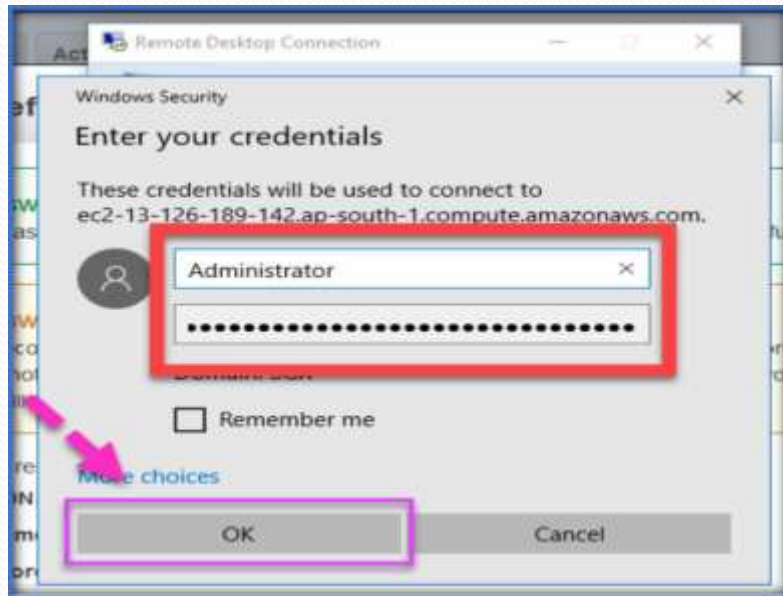 Act
Remote Desktop Connection
Windows Security
Enter your credentials
These credentials will be used to connect to
ec2-13-126-189-142.ap-south-1.compute.amazonaws.com.
Administrator
Remember me
More choices
OK
Cancel